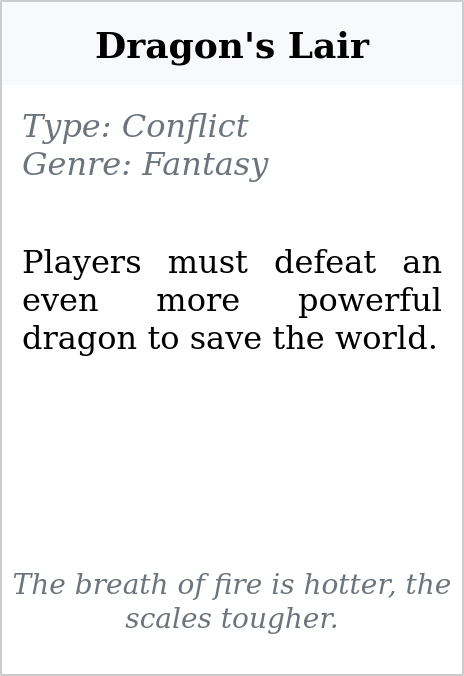 Dragon's Lair
Type: Conflict
Genre: Fantasy
Players must defeat an
even more powerful
dragon to save the world.
The breath of fire is hotter, the
scales tougher.